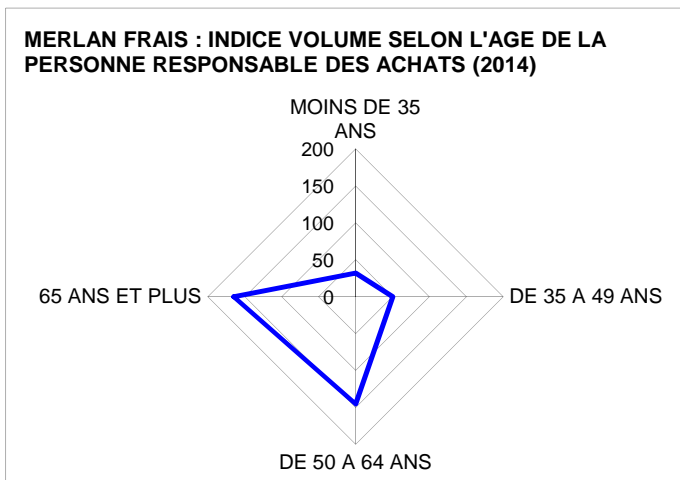 MERLAN FRAIS : INDICE VOLUME SELON L'AGE DE LA
PERSONNE RESPONSABLE DES ACHATS (2014)
MOINS DE 35
ANS
200
150
100
50
0
65 ANS ET PLUS
DE 35 A 49 ANS
DE 50 A 64 ANS